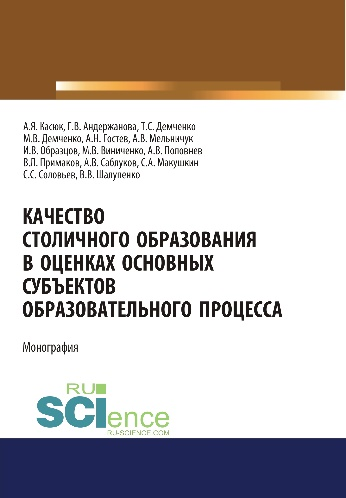 А.Я. Касюк, Г.В. Андержанова, Т.С. Демченко
М.В. Демченко, А.Н. Гостев, А.В. Мельничук
И.В. Образцов, М.В. Виниченко, А.В. Поповнев
В.П. Примаков, А.В. Саблуков, С.А. Макушкин
С.С. Соловьев, В.В. Шалупенко
КАЧЕСТВО
СТОЛИЧНОГО ОБРАЗОВАНИЯ
В ОЦЕНКАХ ОСНОВНЫХ
СУБЪЕКТОВ
ОБРАЗОВАТЕЛЬНОГО ПРОЦЕССА
Монография
RU
SCIence
RU-SCIENCE.COM